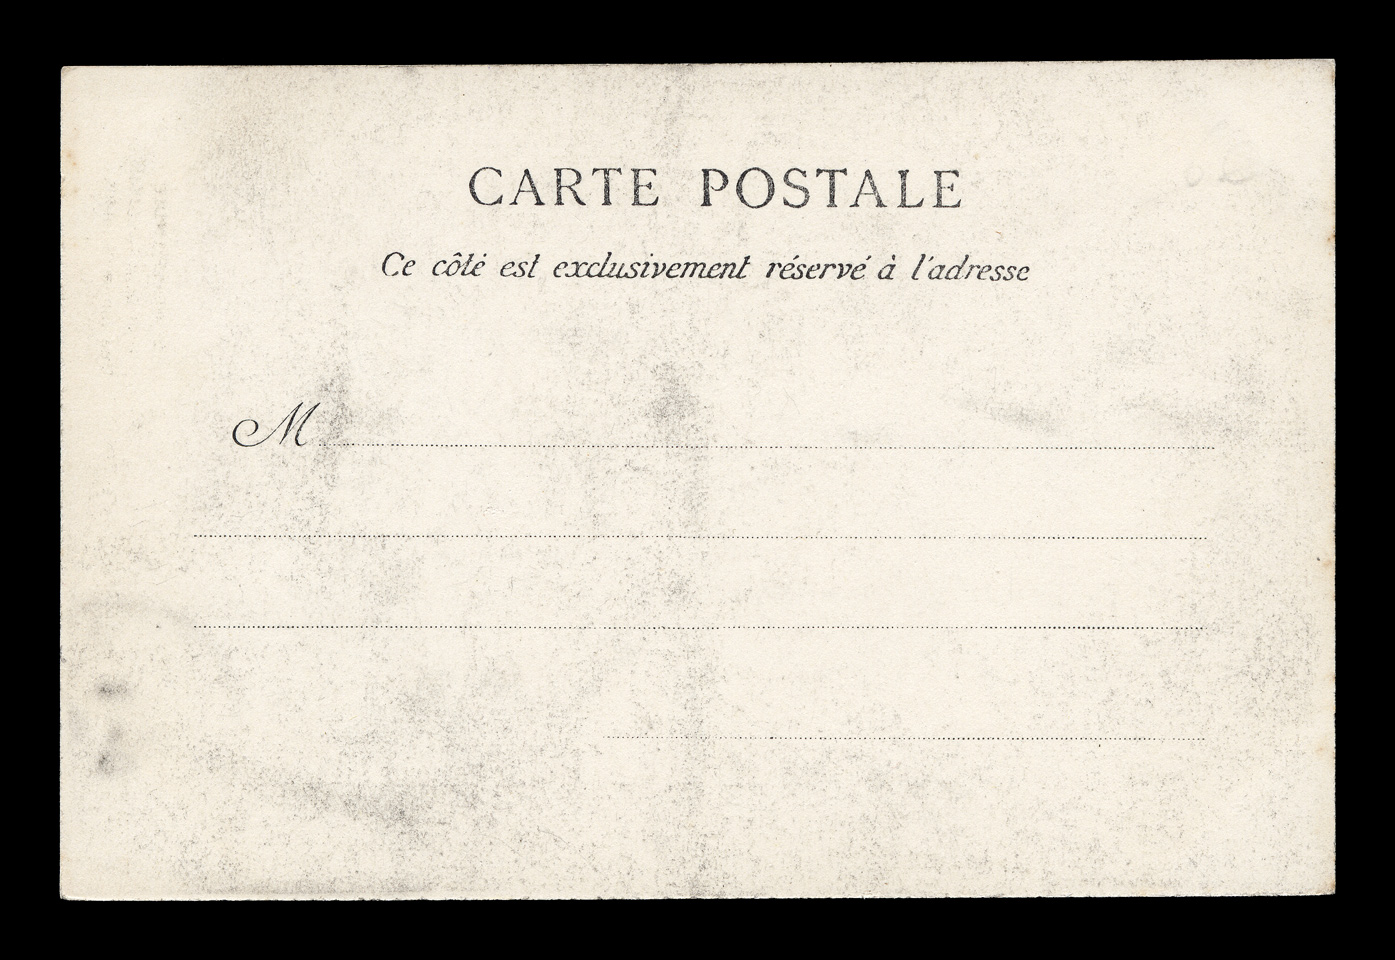 CARTE POSTALE
Ce côté est exclusivement réservé à l'adresse
M